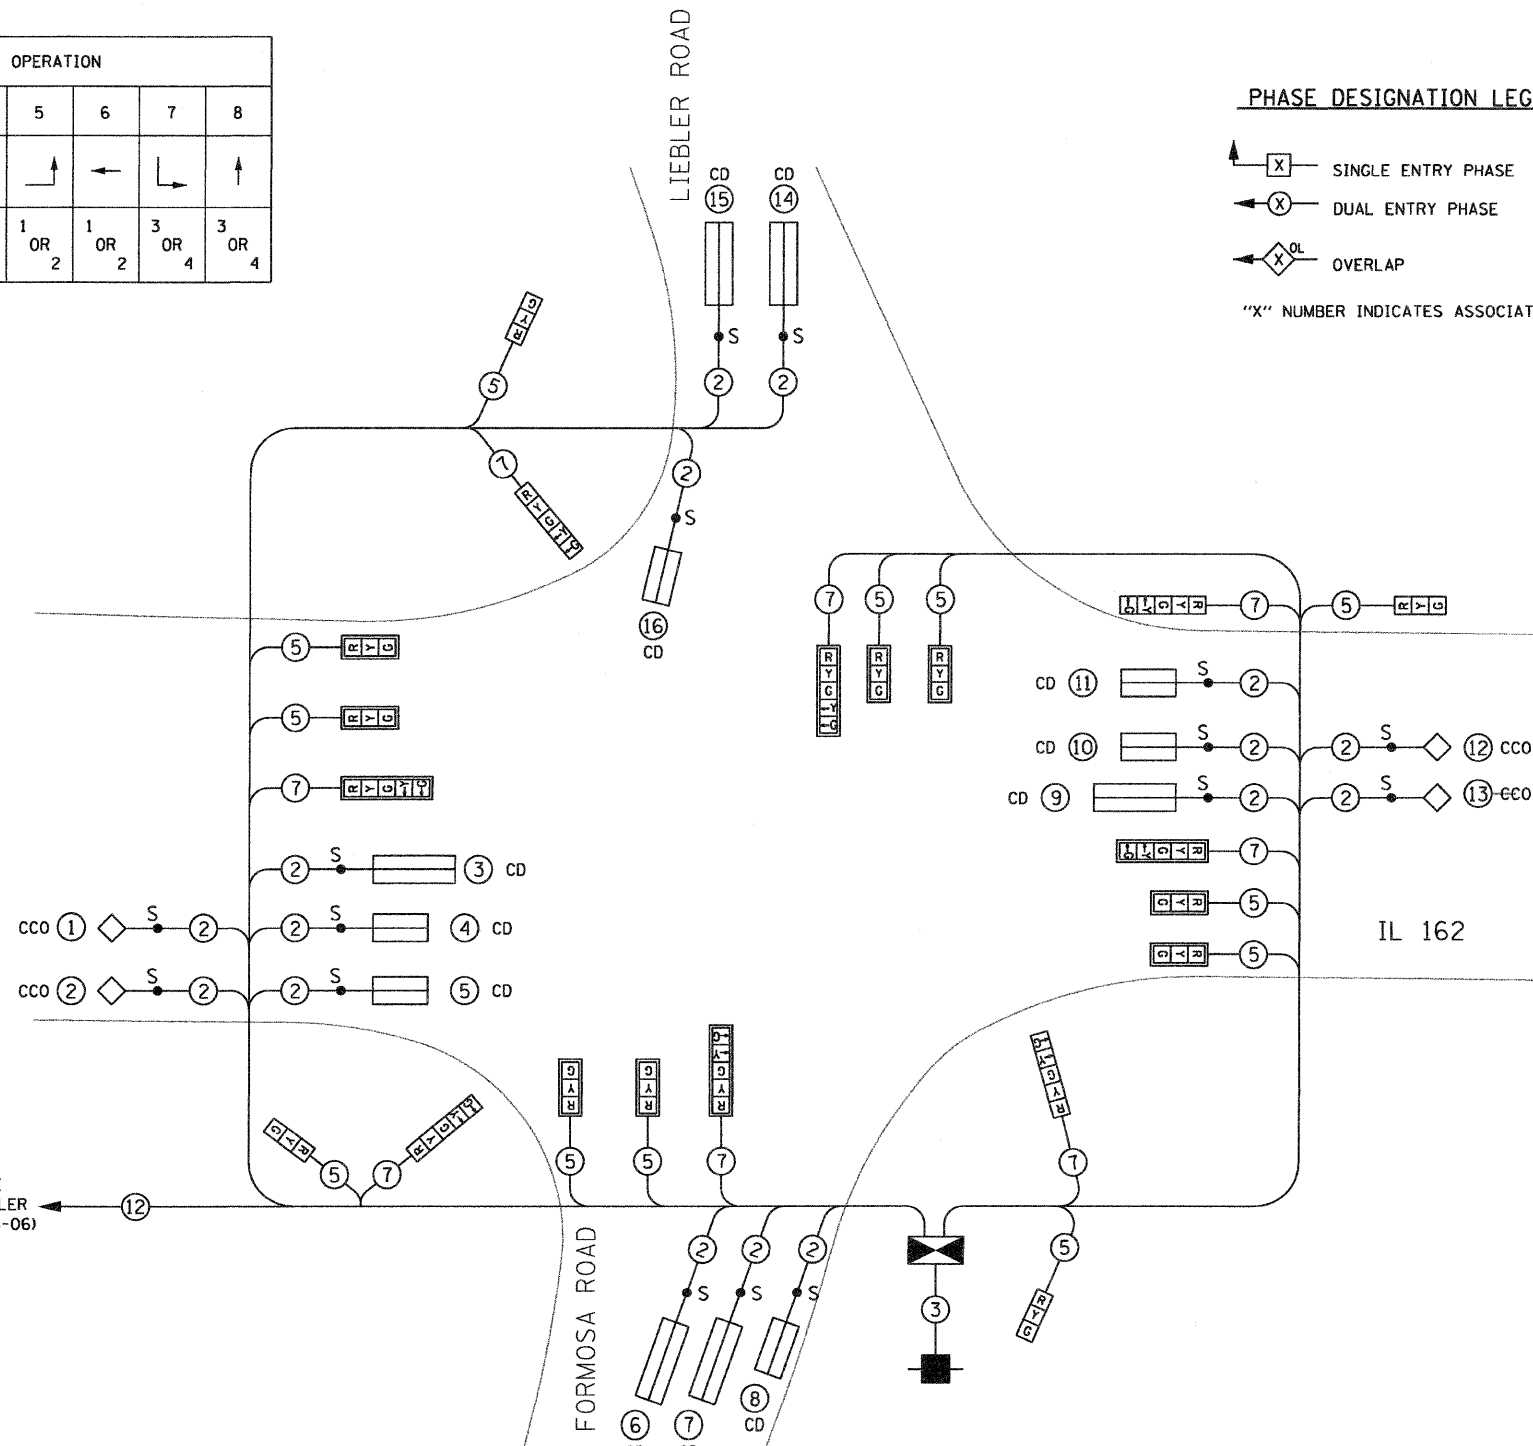 OPERATION
5 6 7 8
1 OR 2
1 OR 2
3 OR 4
3 OR 4
LIEBLER ROAD
PHASE DESIGNATION LEG
X SINGLE ENTRY PHASE
X DUAL ENTRY PHASE
X OL OVERLAP
"X" NUMBER INDICATES ASSOCIAT
CD CD
15 14
S S
2 2
R Y G
5
7
R Y G Y G
2
S
16
CD
7 5 5
R Y G Y G
R Y G
R Y G
G Y G Y R 7 5 R Y G
CD 11 S 2
CD 10 S 2 2 S 12 CCO
CD 9 S 2 2 S 13 CCO
G Y G Y R 7
G Y R 5
G Y R 5
IL 162
5 R Y G
5 R Y G
7 R Y G Y G
2 S 3 CD
CCO 1 S 2 2 S 4 CD
CCO 2 S 2 2 S 5 CD
G Y R 5 7 R Y G Y G
LER
-06)
12
R Y G
R Y G
R Y G Y G
5 5 7
R Y G Y G
7
5
R Y G
3
2 2 2
S S S
FORMOSA ROAD
6 7 8
CD